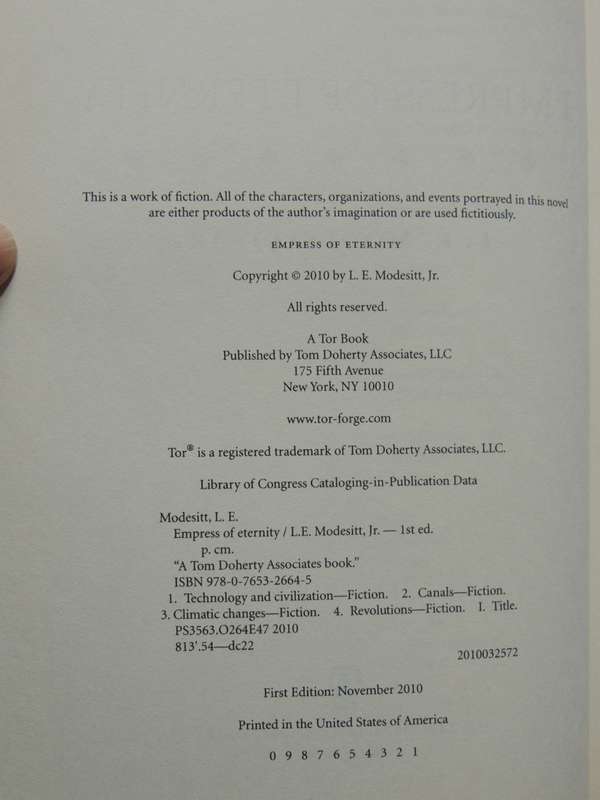 This is a work of fiction. All of the characters, organizations, and events portrayed in this novel
are either products of the author's imagination or are used fictitiously.
EMPRESS OF ETERNITY
Copyright © 2010 by L. E. Modesitt, Jr.
All rights reserved.
A Tor Book
Published by Tom Doherty Associates, LLC
175 Fifth Avenue
New York, NY 10010
www.tor-forge.com
Tor® is a registered trademark of Tom Doherty Associates, LLC.
Library of Congress Cataloging-in-Publication Data
Modesitt, L. E.
Empress of eternity / L.E. Modesitt, Jr. — 1st ed.
p. cm.
“A Tom Doherty Associates book.”
ISBN 978-0-7653-2664-5
1. Technology and civilization—Fiction. 2. Canals—Fiction.
3. Climatic changes—Fiction. 4. Revolutions—Fiction. I. Title.
PS3563.O264E47 2010
813'.54—dc22
2010032572
First Edition: November 2010
Printed in the United States of America
0 9 8 7 6 5 4 3 2 1